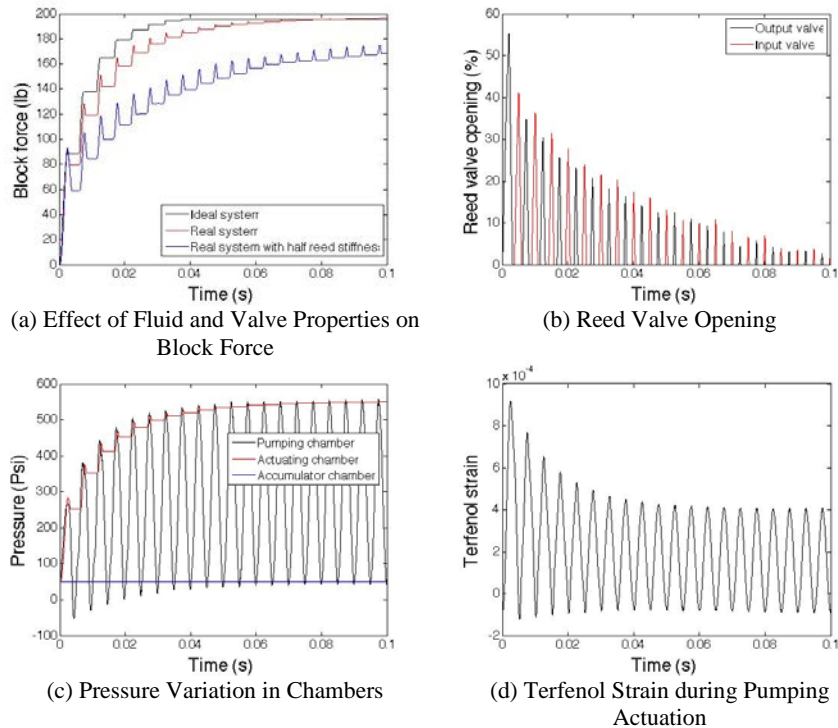 200
180
160
140
120
100
80
60
40
20
0
Block force (lb)
Ideal systerr
Real systerr
Real system with half reed stiffness
0 0.02 0.04 0.06 0.08 0.1
Time (s)
(a) Effect of Fluid and Valve Properties on
Block Force
60
50
40
30
20
10
0
Reed valve opening (%)
Output valve
Input valve
0 0.02 0.04 0.06 0.08 0.1
Time (s)
(b) Reed Valve Opening
600
500
400
300
200
100
0
-100
Pressure (Psi)
Pumping chamber
Actuating chamber
Accumulator chamber
0 0.02 0.04 0.06 0.08 0.1
Time (s)
(c) Pressure Variation in Chambers
x 10⁻⁴
10
8
6
4
2
0
-2
Terfenol strain
0 0.02 0.04 0.06 0.08 0.1
Time (s)
(d) Terfenol Strain during Pumping
Actuation